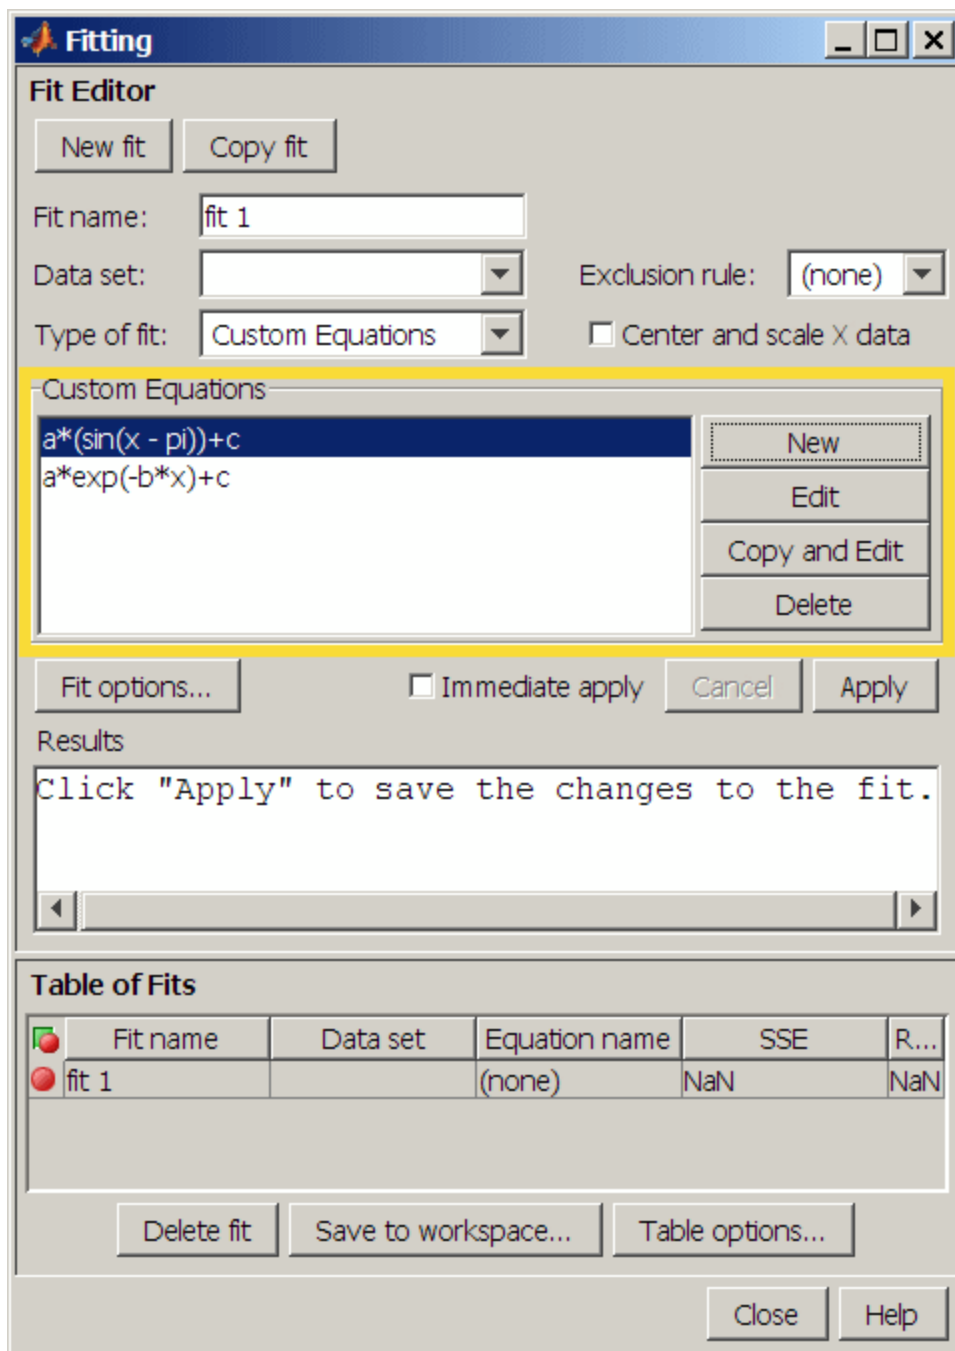 Fitting
Fit Editor
New fit Copy fit
Fit name: fit 1
Data set: Exclusion rule: (none)
Type of fit: Custom Equations Center and scale X data
Custom Equations
a*(sin(x - pi))+c New
a*exp(-b*x)+c Edit
Copy and Edit
Delete
Fit options... Immediate apply Cancel Apply
Results
Click "Apply" to save the changes to the fit.
Table of Fits
Fit name Data set Equation name SSE R...
fit 1 (none) NaN NaN
Delete fit Save to workspace... Table options...
Close Help